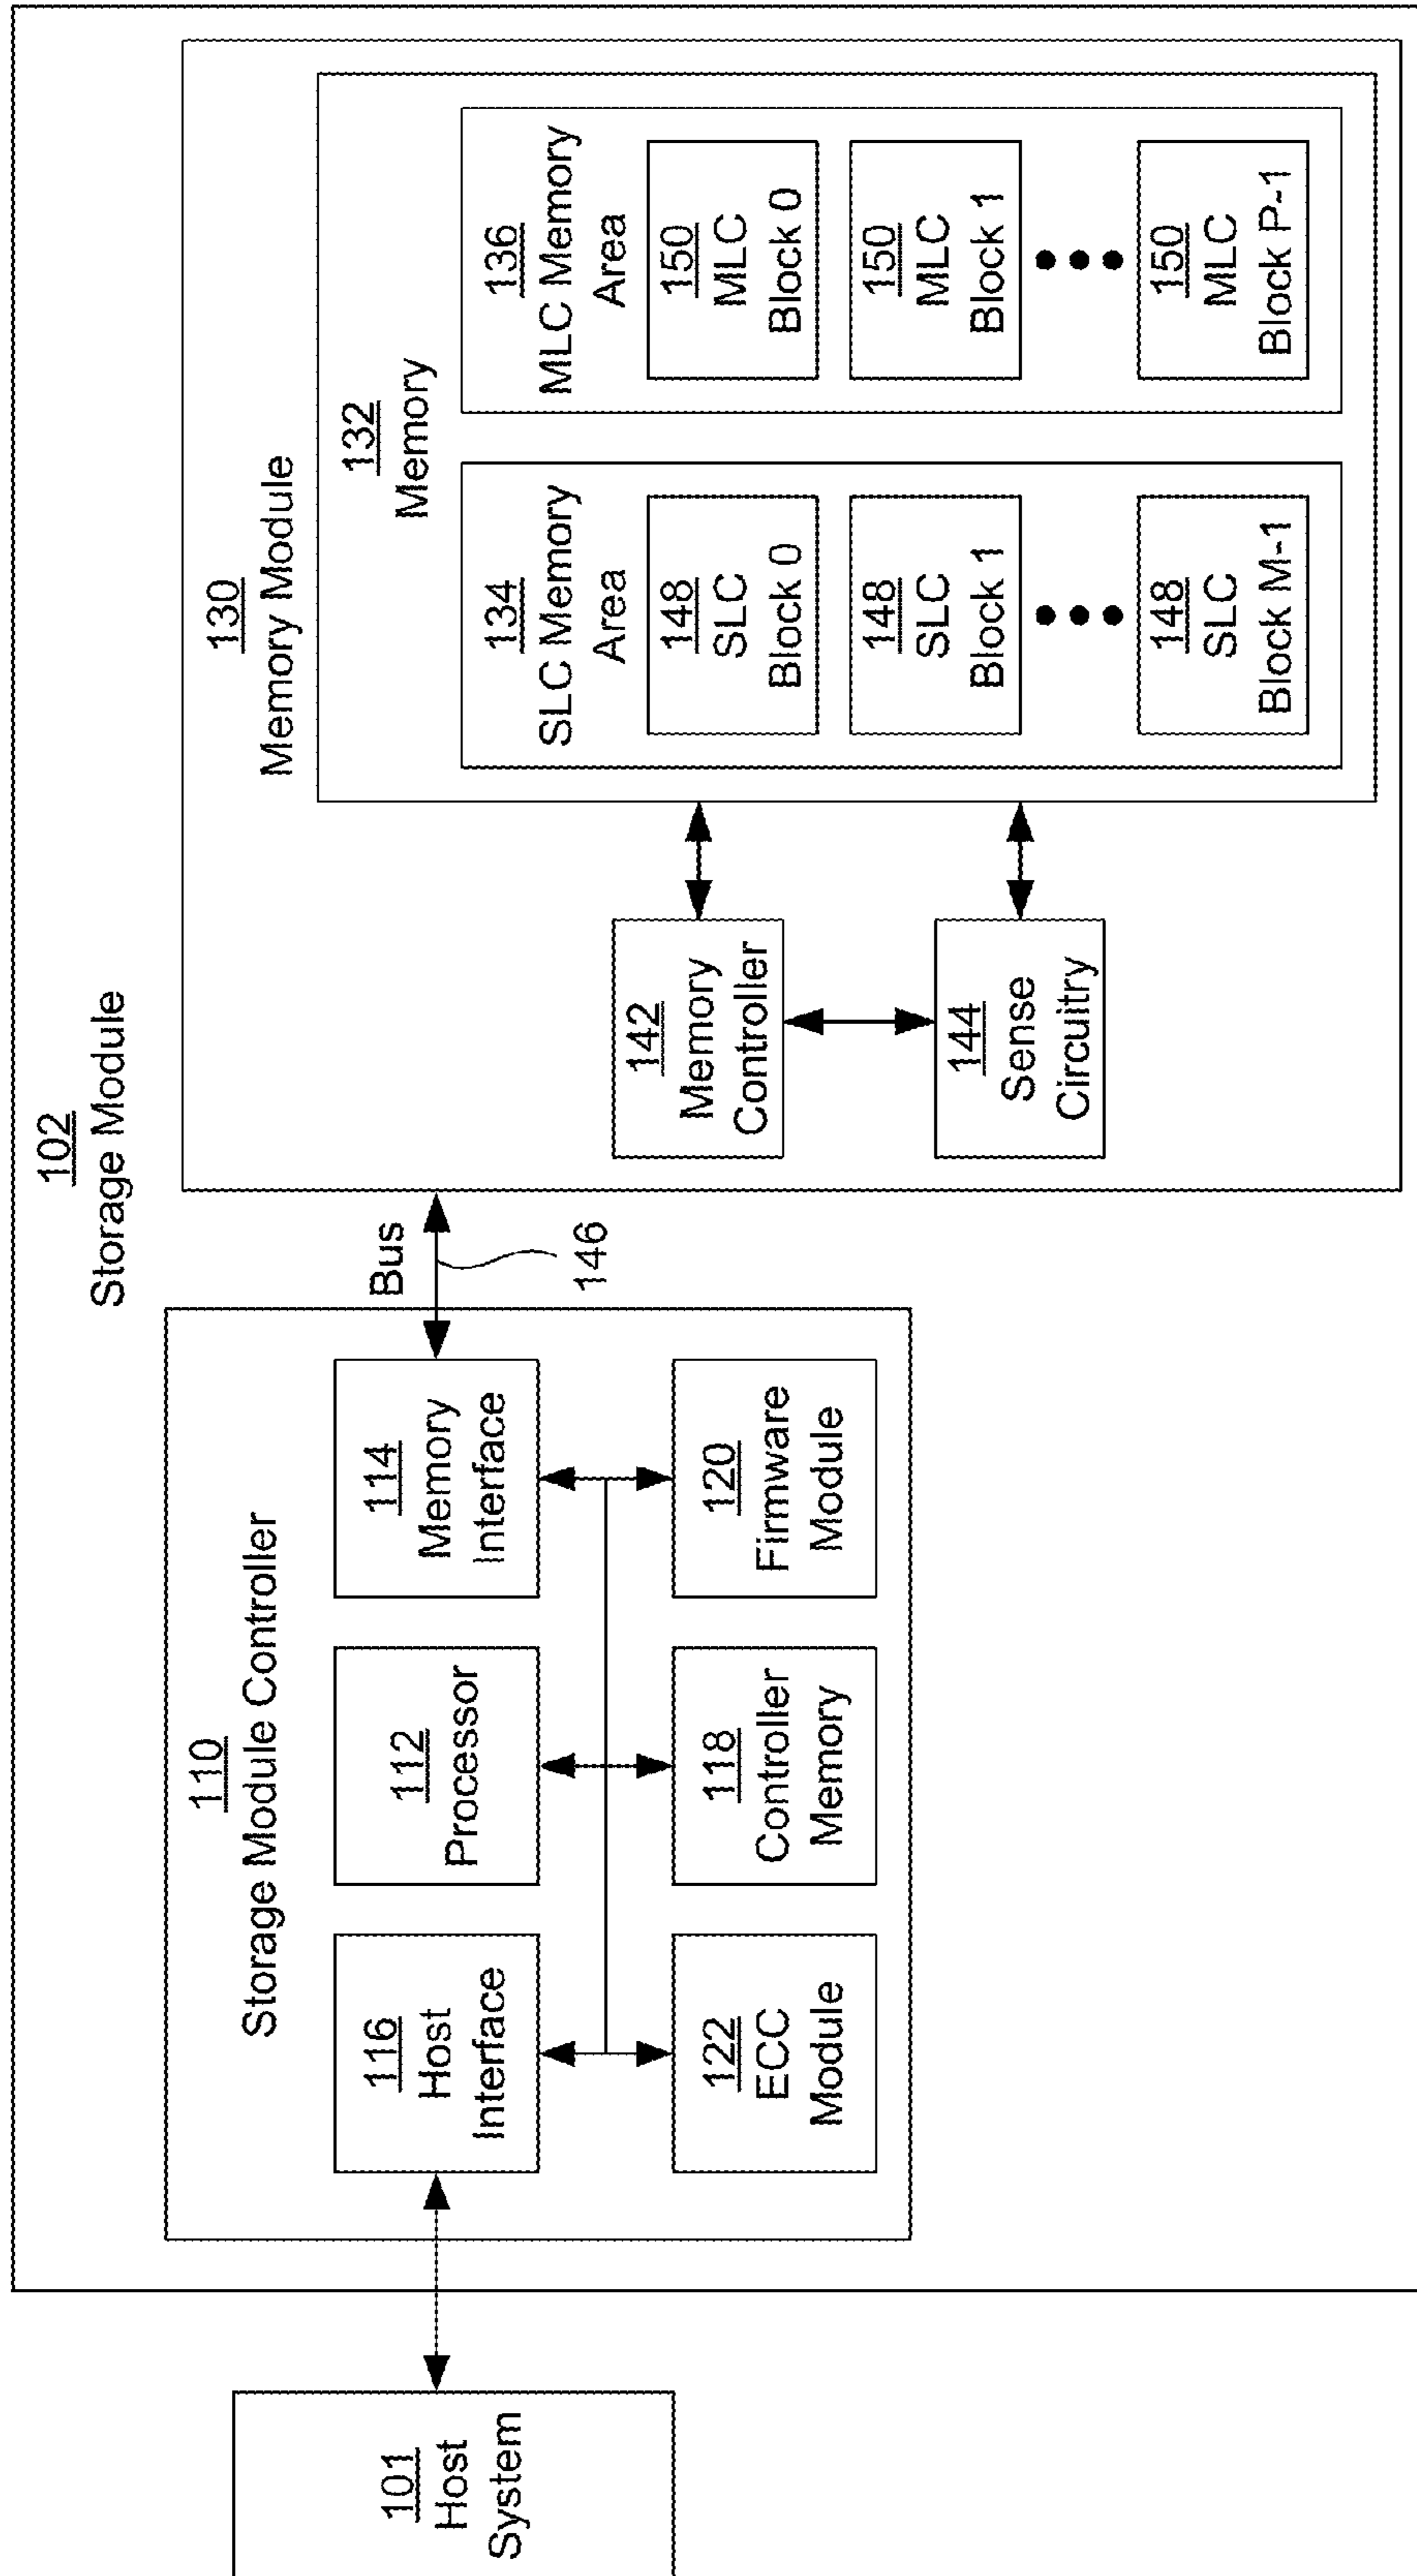 102
Storage Module
101
Host
System
110
Storage Module Controller
116
Host
Interface
112
Processor
114
Memory
Interface
122
ECC
Module
118
Controller
Memory
120
Firmware
Module
Bus
146
130
Memory Module
142
Memory
Controller
144
Sense
Circuitry
132
Memory
134
SLC Memory
Area
148
SLC
Block 0
148
SLC
Block 1
148
SLC
Block M-1
136
MLC Memory
Area
150
MLC
Block 0
150
MLC
Block 1
150
MLC
Block P-1